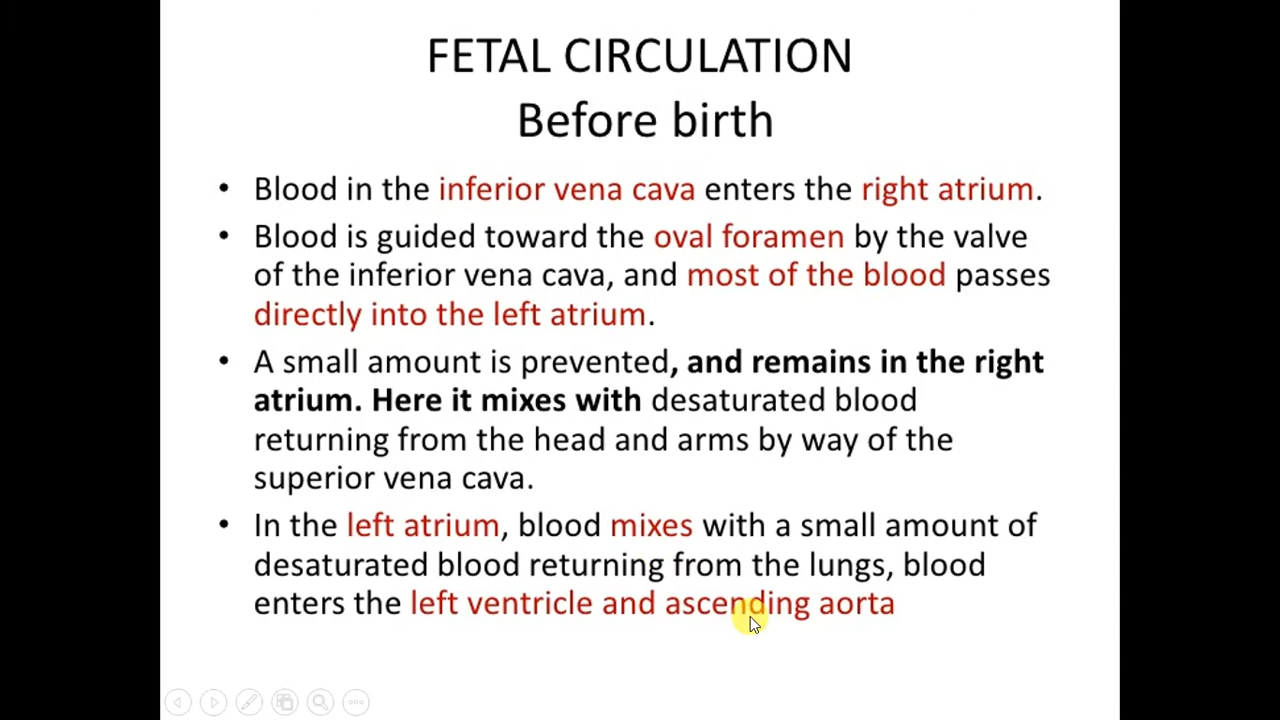 FETAL CIRCULATION
Before birth
• Blood in the inferior vena cava enters the right atrium.
• Blood is guided toward the oval foramen by the valve
of the inferior vena cava, and most of the blood passes
directly into the left atrium.
• A small amount is prevented, and remains in the right
atrium. Here it mixes with desaturated blood
returning from the head and arms by way of the
superior vena cava.
• In the left atrium, blood mixes with a small amount of
desaturated blood returning from the lungs, blood
enters the left ventricle and ascending aorta